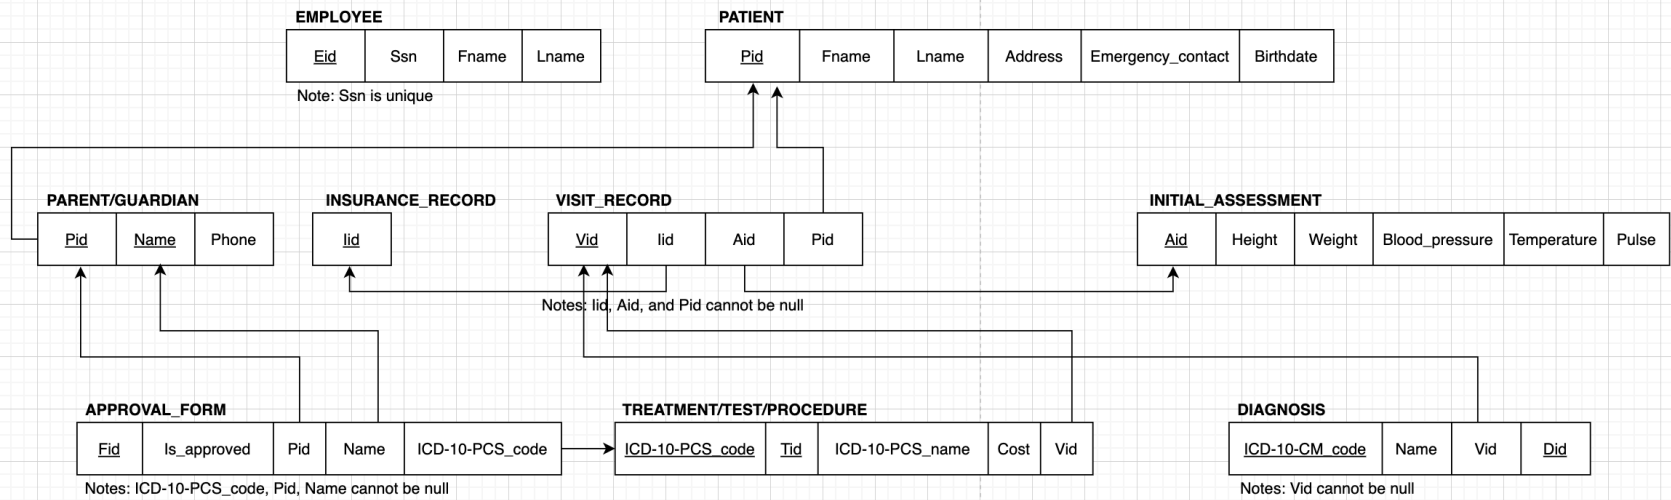 EMPLOYEE
Eid Ssn Fname Lname
Note: Ssn is unique
PATIENT
Pid Fname Lname Address Emergency_contact Birthdate
PARENT/GUARDIAN
Pid Name Phone
INSURANCE_RECORD
Iid
VISIT_RECORD
Vid Iid Aid Pid
Notes: Iid, Aid, and Pid cannot be null
INITIAL_ASSESSMENT
Aid Height Weight Blood_pressure Temperature Pulse
APPROVAL_FORM
Fid Is_approved Pid Name ICD-10-PCS_code
Notes: ICD-10-PCS_code, Pid, Name cannot be null
TREATMENT/TEST/PROCEDURE
ICD-10-PCS_code Tid ICD-10-PCS_name Cost Vid
DIAGNOSIS
ICD-10-CM_code Name Vid Did
Notes: Vid cannot be null